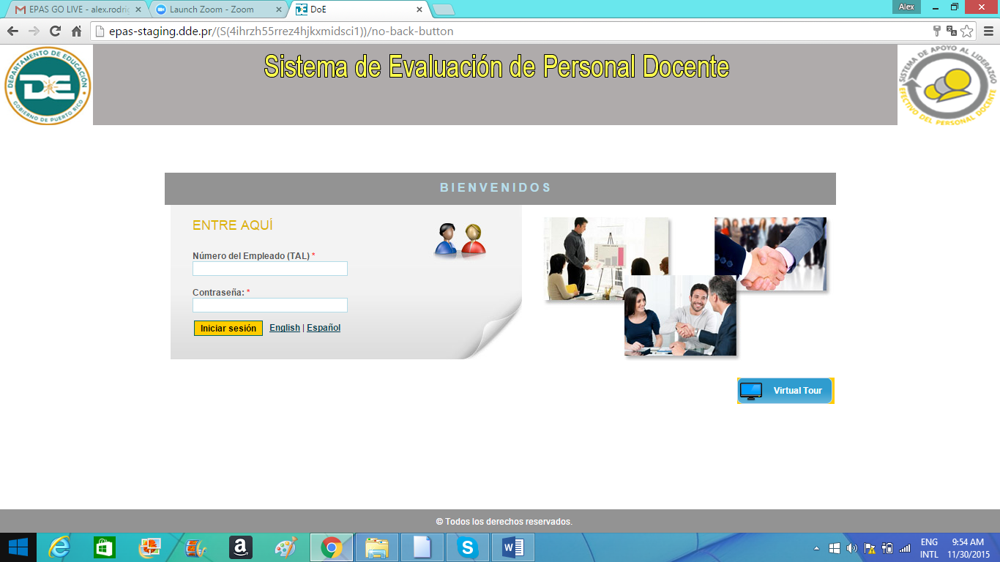 EPAS GO LIVE - alex.rodrig
Launch Zoom - Zoom
DoE
Alex
epas-staging.dde.pr/(S(4ihrzh55rrez4hjkxmidsci1))/no-back-button
DEPARTAMENTO DE EDUCACIÓN
DE
GOBIERNO DE PUERTO RICO
Sistema de Evaluación de Personal Docente
SISTEMA DE APOYO AL LIDERAZGO
EFECTIVO DEL PERSONAL DOCENTE
BIENVENIDOS
ENTRE AQUÍ
Número del Empleado (TAL) *
Contraseña: *
Iniciar sesión
English | Español
Virtual Tour
© Todos los derechos reservados.
ENG
INTL
9:54 AM
11/30/2015